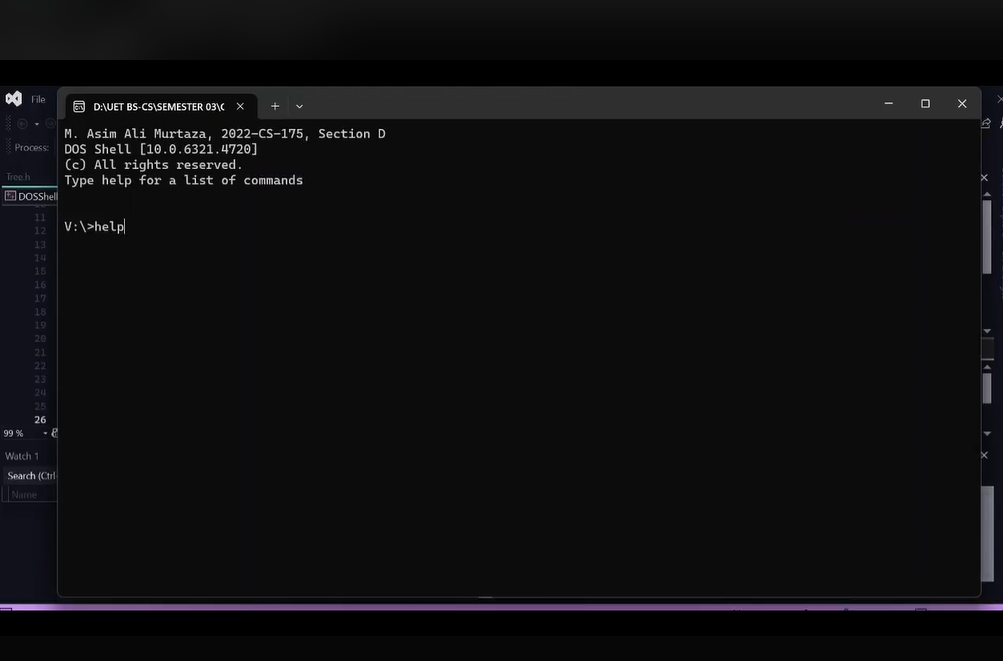 File
D:\UET BS-CS\SEMESTER 03\C
Process:
Tree.h
DOSShell
M. Asim Ali Murtaza, 2022-CS-175, Section D
DOS Shell [10.0.6321.4720]
(c) All rights reserved.
Type help for a list of commands
V:\>help
11
12
13
14
15
16
17
18
19
20
21
22
23
24
25
26
99 %
Watch 1
Search (Ctrl
Name